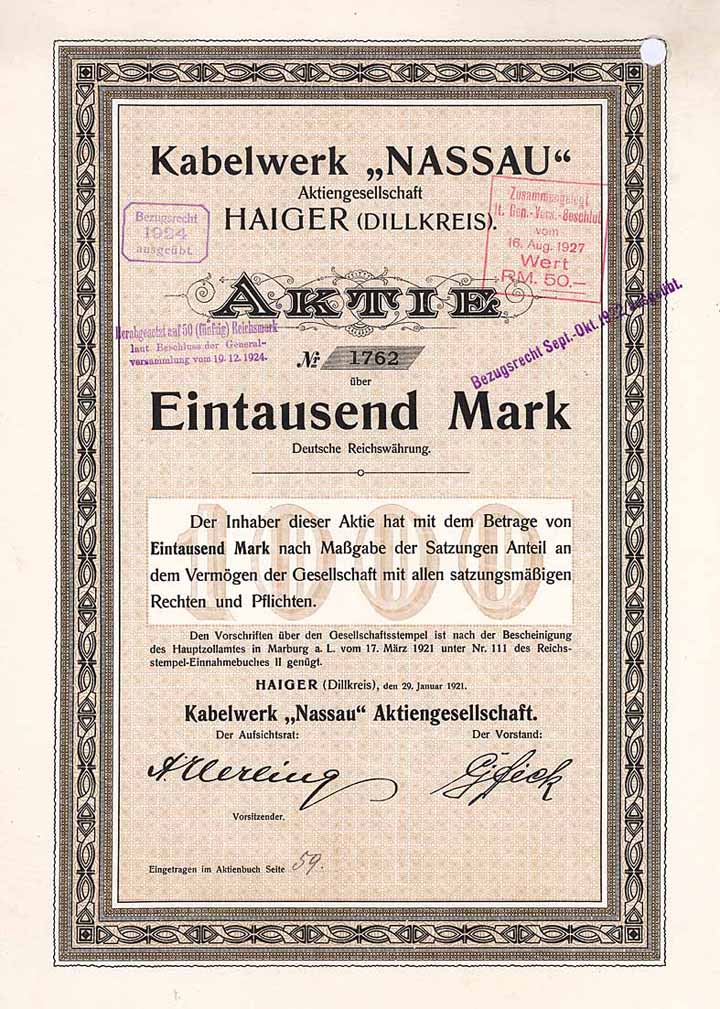 Kabelwerk „NASSAU“
Aktiengesellschaft
HAIGER (DILLKREIS).
Bezugsrecht
1924
ausgeübt.
Zusammengelegt
lt. Gen.-Vers.-Beschluß
vom
16. Aug. 1927
Wert
RM. 50.—
AKTIE
Herabgesetzt auf 50 (fünfzig) Reichsmark
laut Beschluss der General-
versammlung vom 19. 12. 1924.
№ 1762
Bezugsrecht Sept.-Okt. ausgeübt.
über
Eintausend Mark
Deutsche Reichswährung.
1000
Der Inhaber dieser Aktie hat mit dem Betrage von
Eintausend Mark nach Maßgabe der Satzungen Anteil an
dem Vermögen der Gesellschaft mit allen satzungsmäßigen
Rechten und Pflichten.
Den Vorschriften über den Gesellschaftsstempel ist nach der Bescheinigung
des Hauptzollamtes in Marburg a. L. vom 17. März 1921 unter Nr. 111 des Reichs-
stempel-Einnahmebuches II genügt.
HAIGER (Dillkreis), den 29. Januar 1921.
Kabelwerk „Nassau“ Aktiengesellschaft.
Der Aufsichtsrat: Der Vorstand:
Vorsitzender.
Eingetragen im Aktienbuch Seite 59.